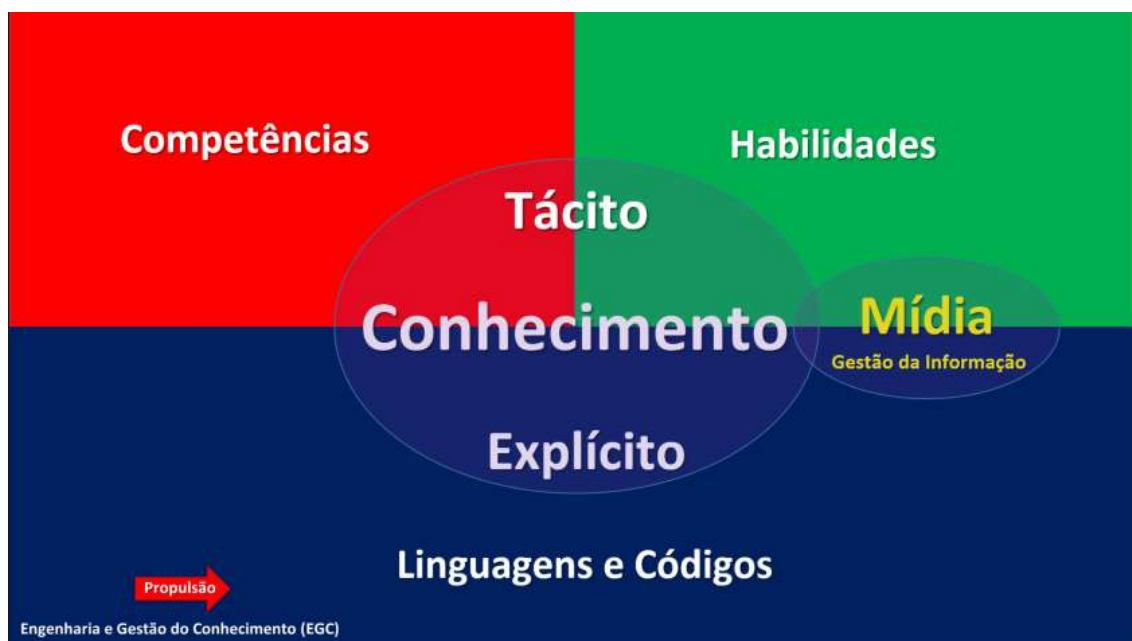 Competências
Habilidades
Tácito
Conhecimento
Mídia
Gestão da Informação
Explícito
Linguagens e Códigos
Propulsão
Engenharia e Gestão do Conhecimento (EGC)